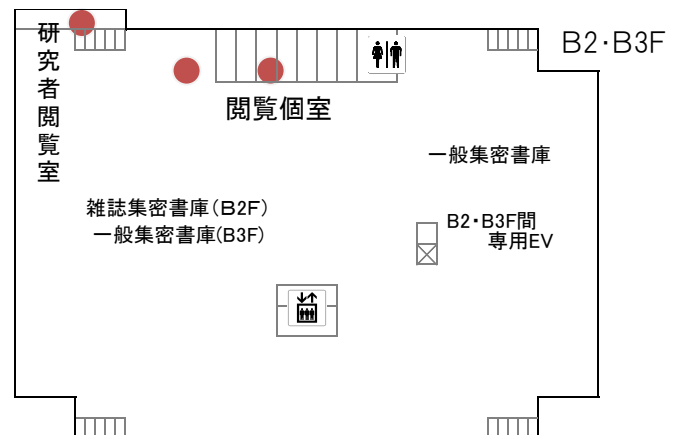 B2・B3F
研究者閲覧室
閲覧個室
一般集密書庫
雑誌集密書庫(B2F)
一般集密書庫(B3F)
B2・B3F間
専用EV